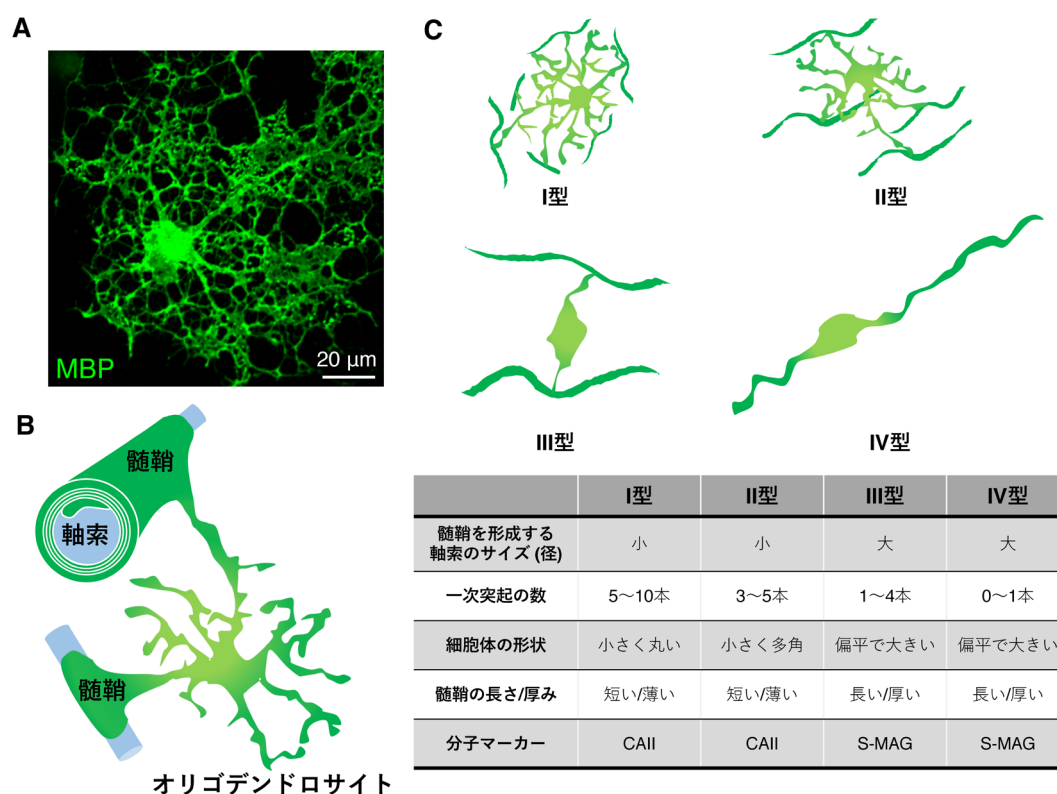 A
MBP
20 μm
B
髄鞘
軸索
髄鞘
オリゴデンドロサイト
C
I型
II型
III型
IV型
I型 II型 III型 IV型
髄鞘を形成する
軸索のサイズ (径) 小 小 大 大
一次突起の数 5〜10本 3〜5本 1〜4本 0〜1本
細胞体の形状 小さく丸い 小さく多角 偏平で大きい 偏平で大きい
髄鞘の長さ/厚み 短い/薄い 短い/薄い 長い/厚い 長い/厚い
分子マーカー CAII CAII S-MAG S-MAG